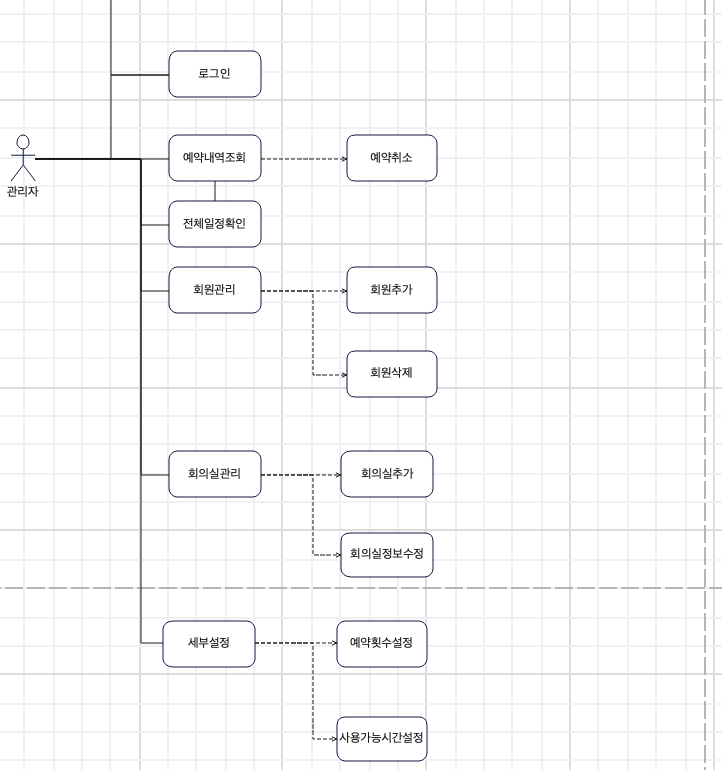 로그인
예약내역조회
예약취소
관리자
전체일정확인
회원관리
회원추가
회원삭제
회의실관리
회의실추가
회의실정보수정
세부설정
예약횟수설정
사용가능시간설정